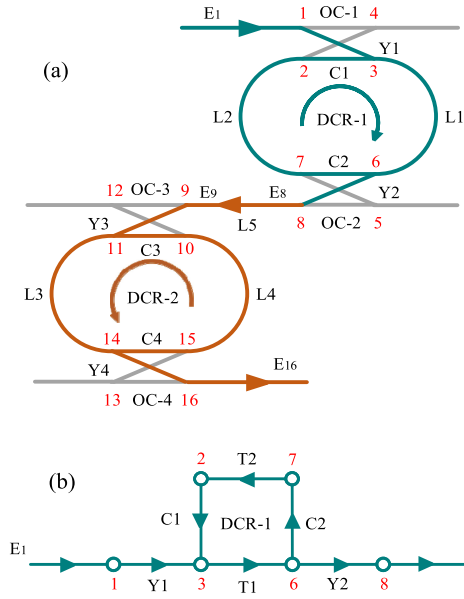 E1 1 OC-1 4
Y1
(a) 2 C1 3
L2 DCR-1 L1
7 C2 6
12 OC-3 9 E9 E8 Y2
Y3 L5 8 OC-2 5
11 C3 10
L3 DCR-2 L4
14 C4 15
Y4 E16
13 OC-4 16
(b) 2 T2 7
C1 DCR-1 C2
E1
1 Y1 3 T1 6 Y2 8